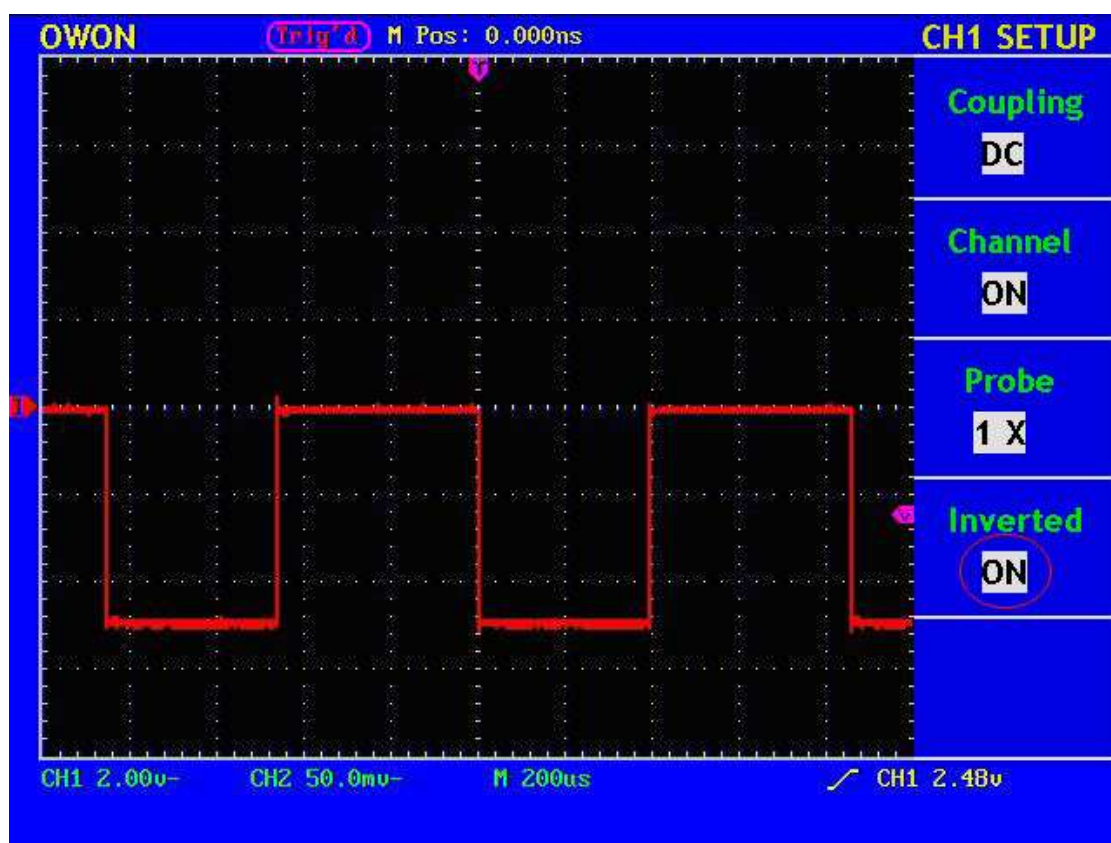 OWON Trig'd M Pos: 0.000ns CH1 SETUP
Coupling
DC
Channel
ON
Probe
1 X
Inverted
ON
CH1 2.00v- CH2 50.0mv- M 200us CH1 2.48v